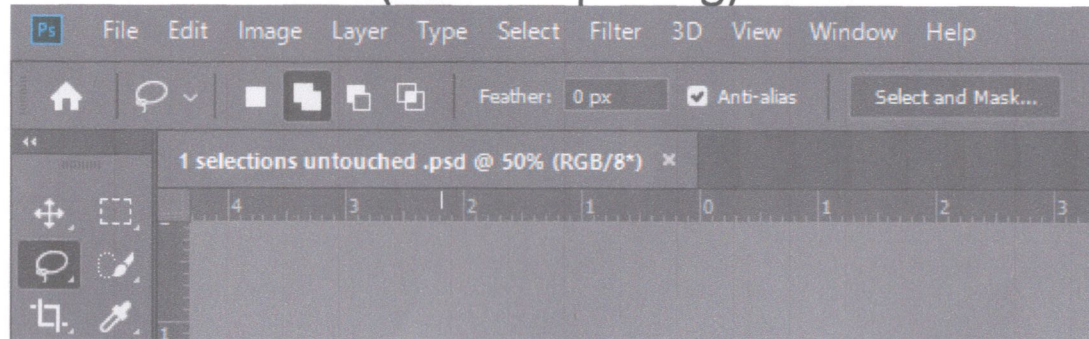 Ps File Edit Image Layer Type Select Filter 3D View Window Help
Feather: 0 px Anti-alias Select and Mask...
1 selections untouched .psd @ 50% (RGB/8*) ×
4 3 2 1 0 1 2 3
1